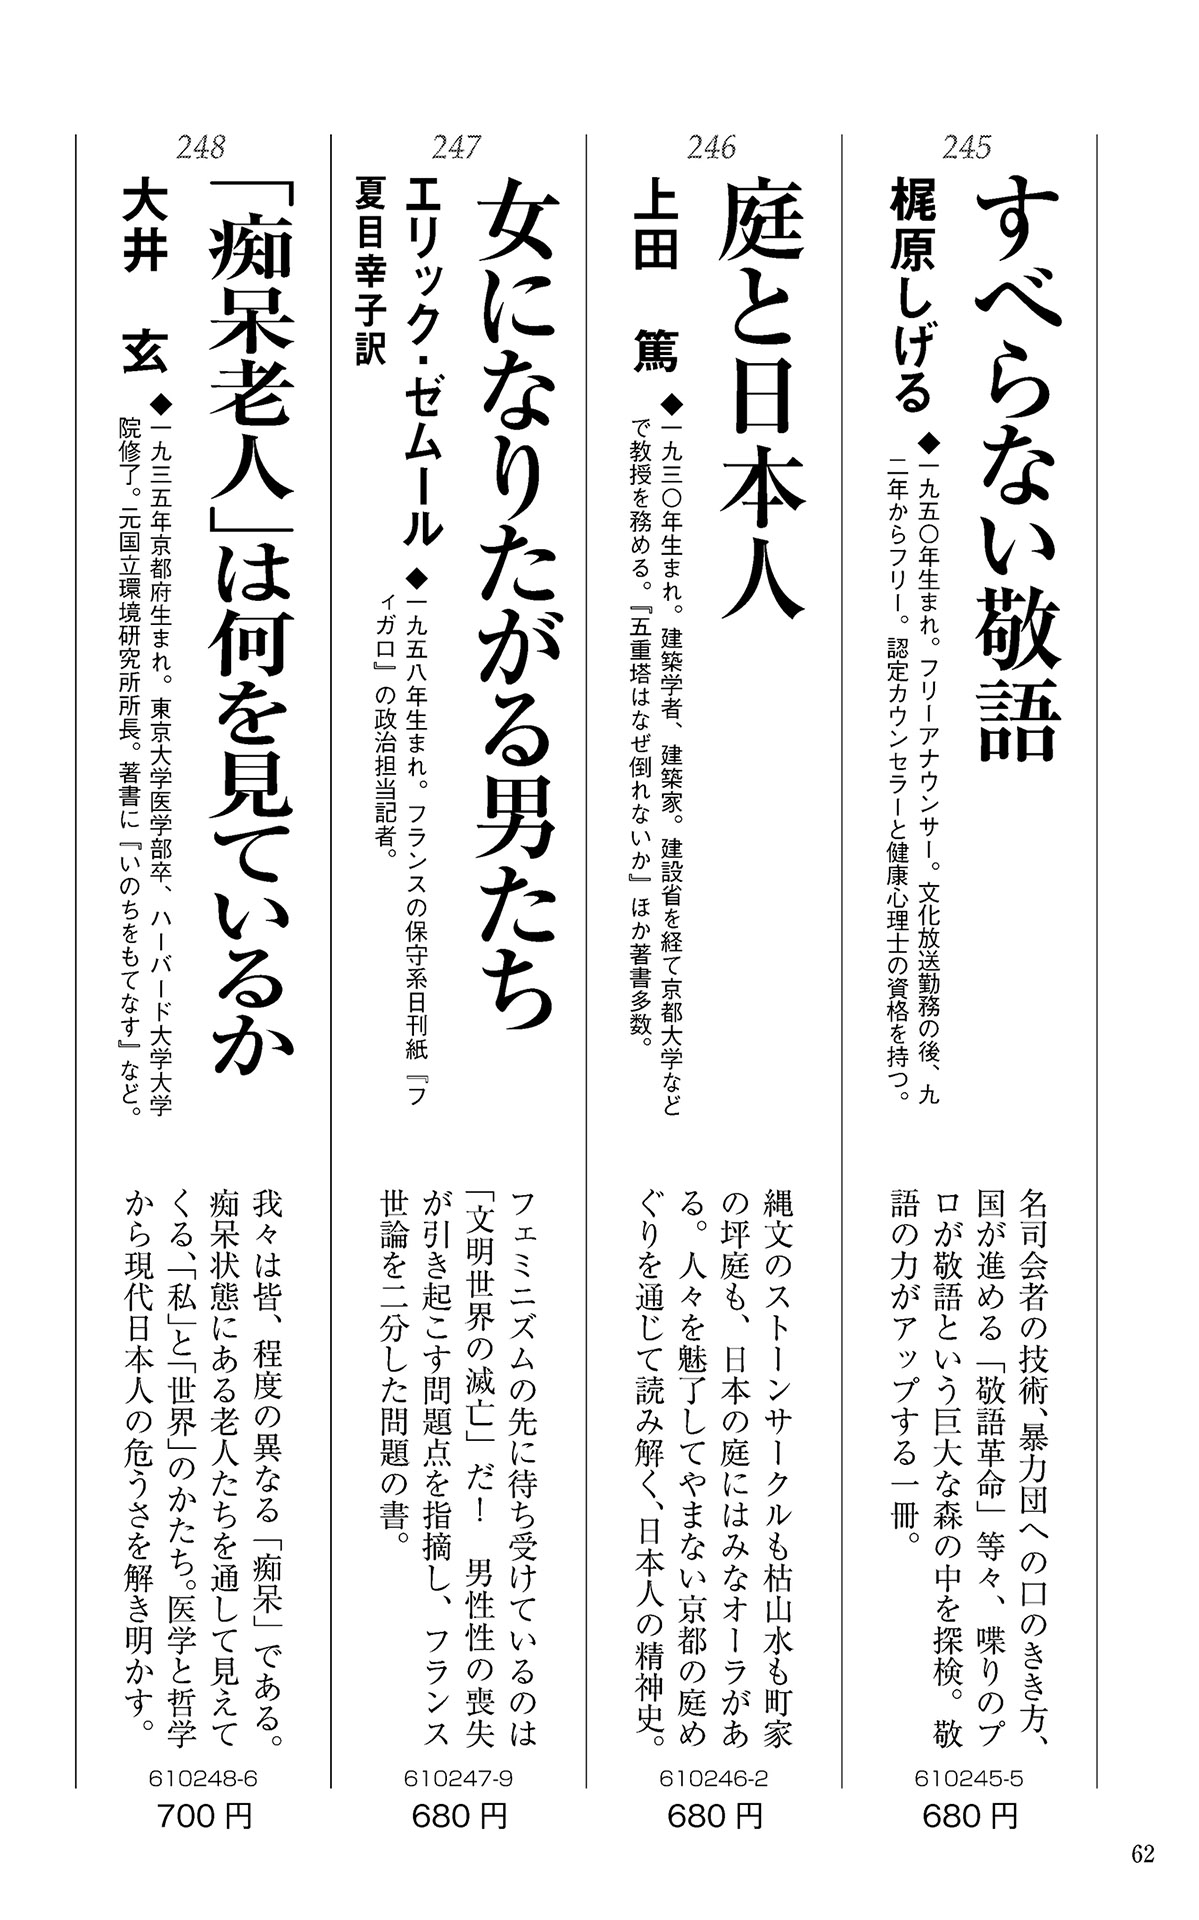 245
すべらない敬語
梶原しげる
◆一九五〇年生まれ。フリーアナウンサー。文化放送勤務の後、九
二年からフリー。認定カウンセラーと健康心理士の資格を持つ。
名司会者の技術、暴力団への口のきき方、
国が進める「敬語革命」等々、喋りのプ
ロが敬語という巨大な森の中を探検。敬
語の力がアップする一冊。
610245-5
680円
246
庭と日本人
上田 篤
◆一九三〇年生まれ。建築学者、建築家。建設省を経て京都大学など
で教授を務める。『五重塔はなぜ倒れないか』ほか著書多数。
縄文のストーンサークルも枯山水も町家
の坪庭も、日本の庭にはみなオーラがあ
る。人々を魅了してやまない京都の庭め
ぐりを通じて読み解く、日本人の精神史。
610246-2
680円
247
女になりたがる男たち
エリック・ゼムール
夏目幸子訳
◆一九五八年生まれ。フランスの保守系日刊紙『フ
ィガロ』の政治担当記者。
フェミニズムの先に待ち受けているのは
「文明世界の滅亡」だ! 男性性の喪失
が引き起こす問題点を指摘し、フランス
世論を二分した問題の書。
610247-9
680円
248
「痴呆老人」は何を見ているか
大井 玄
◆一九三五年京都府生まれ。東京大学医学部卒、ハーバード大学大学
院修了。元国立環境研究所所長。著書に『いのちをもてなす』など。
我々は皆、程度の異なる「痴呆」である。
痴呆状態にある老人たちを通して見えて
くる、「私」と「世界」のかたち。医学と哲学
から現代日本人の危うさを解き明かす。
610248-6
700円
62